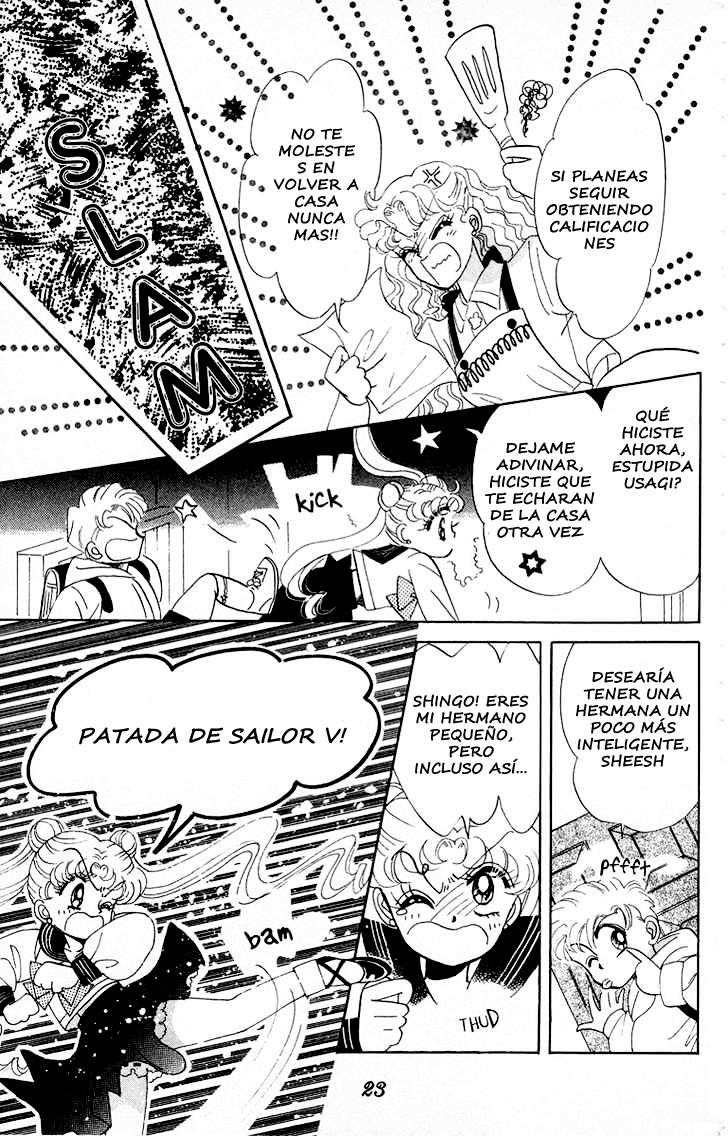 SI PLANEAS
SEGUIR
OBTENIENDO
CALIFICACIO
NES
NO TE
MOLESTE
S EN
VOLVER A
CASA
NUNCA
MAS!!
SLAM
QUÉ
HICISTE
AHORA,
ESTUPIDA
USAGI?
DEJAME
ADIVINAR,
HICISTE QUE
TE ECHARAN
DE LA CASA
OTRA VEZ
kick
DESEARÍA
TENER UNA
HERMANA UN
POCO MÁS
INTELIGENTE,
SHEESH
pffft
SHINGO! ERES
MI HERMANO
PEQUEÑO,
PERO
INCLUSO ASÍ...
THUD
PATADA DE SAILOR V!
bam
23